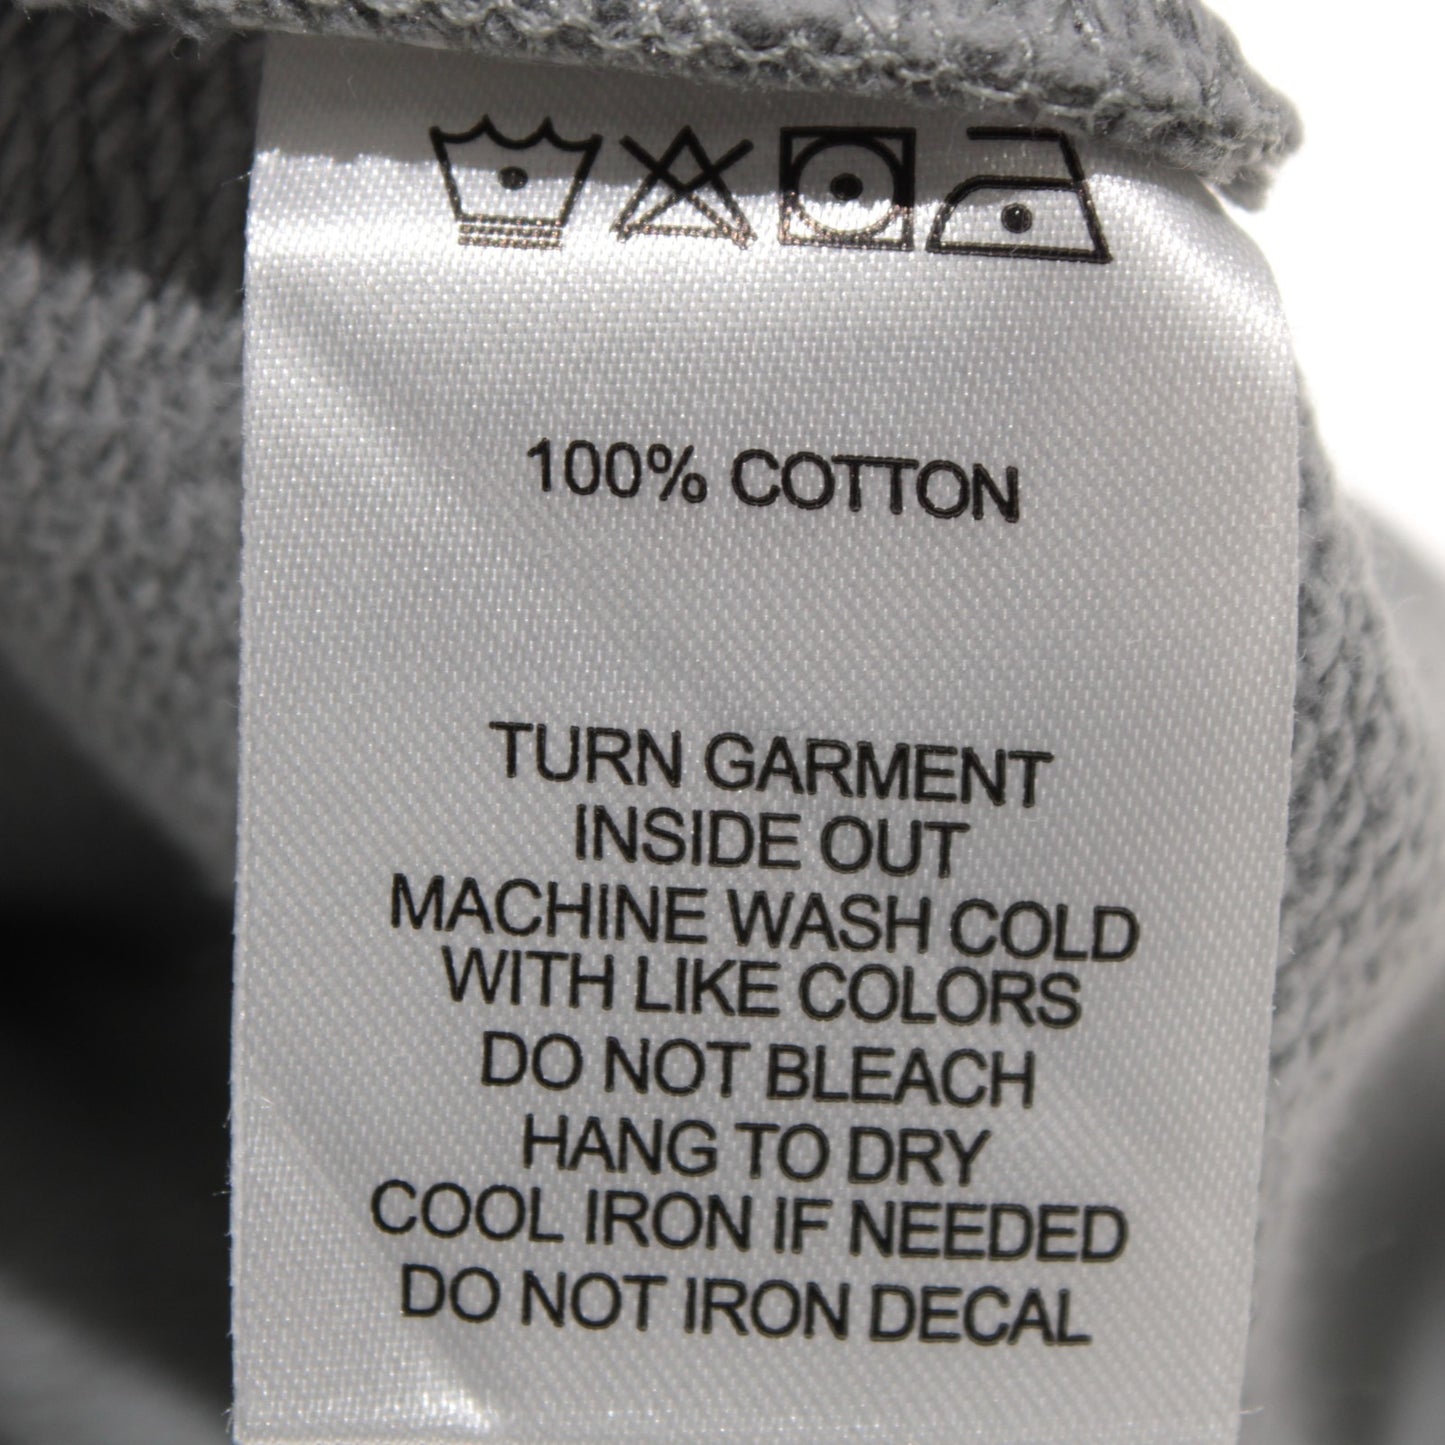 100% COTTON
TURN GARMENT
INSIDE OUT
MACHINE WASH COLD
WITH LIKE COLORS
DO NOT BLEACH
HANG TO DRY
COOL IRON IF NEEDED
DO NOT IRON DECAL